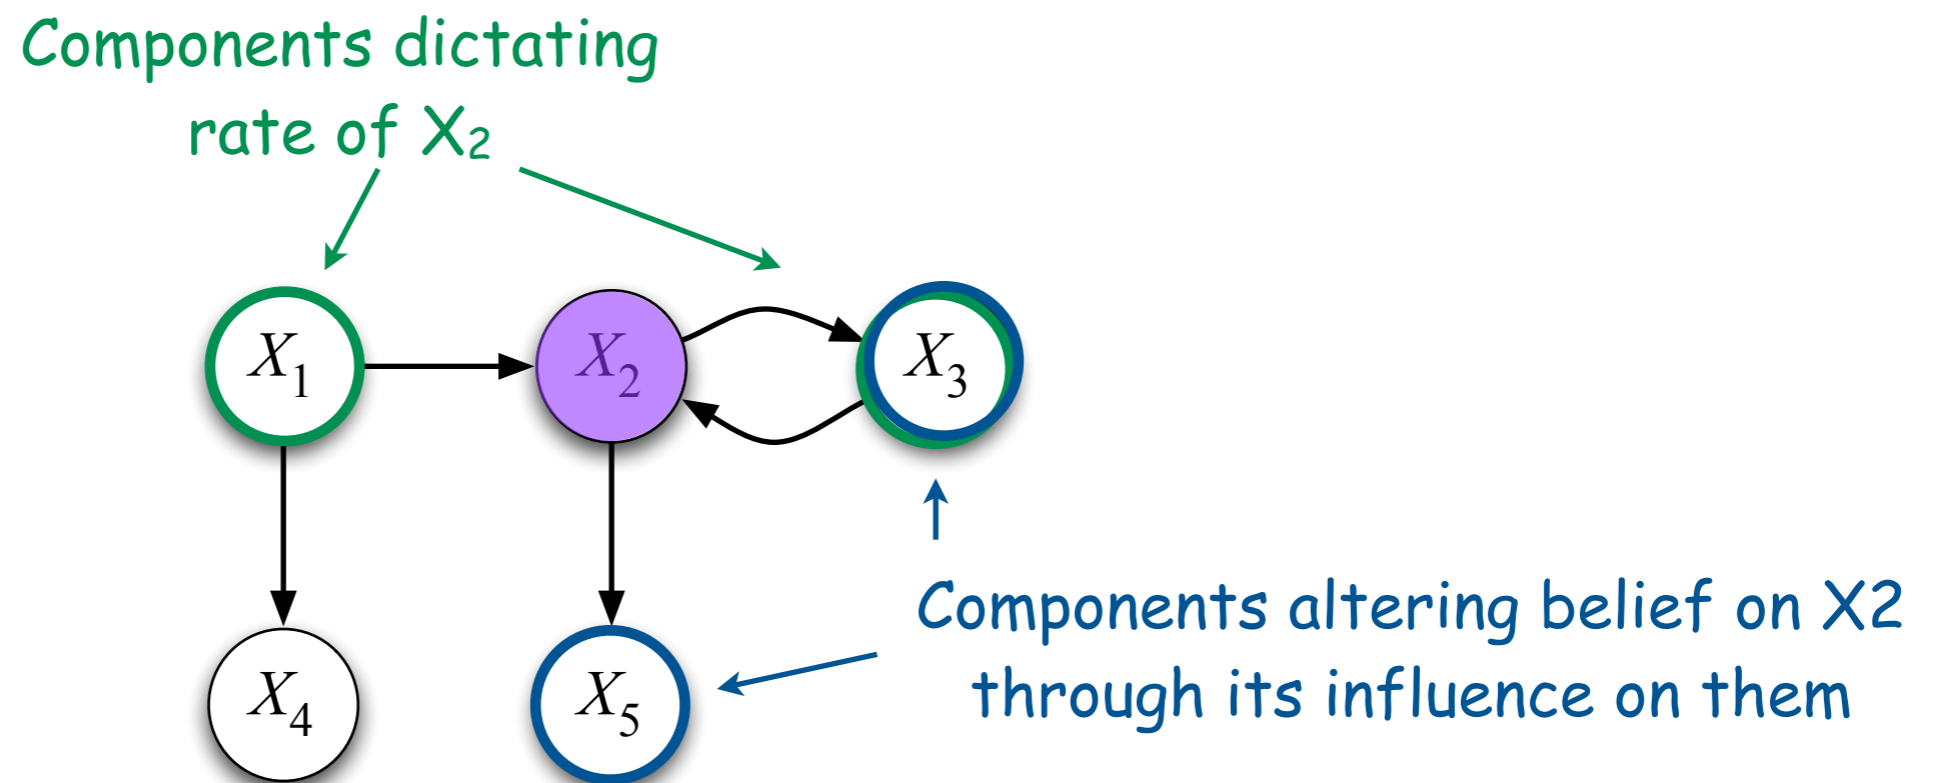 Components dictating
rate of X₂
X₁
X₂
X₃
Components altering belief on X2
through its influence on them
X₄
X₅